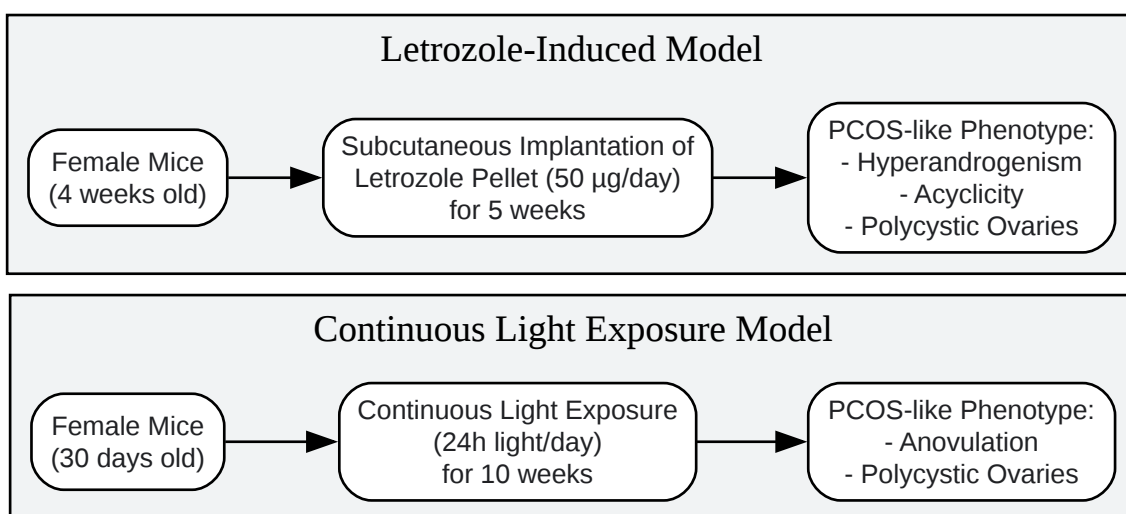 Letrozole-Induced Model
Female Mice
(4 weeks old)
Subcutaneous Implantation of
Letrozole Pellet (50 µg/day)
for 5 weeks
PCOS-like Phenotype:
- Hyperandrogenism
- Acyclicity
- Polycystic Ovaries
Continuous Light Exposure Model
Female Mice
(30 days old)
Continuous Light Exposure
(24h light/day)
for 10 weeks
PCOS-like Phenotype:
- Anovulation
- Polycystic Ovaries